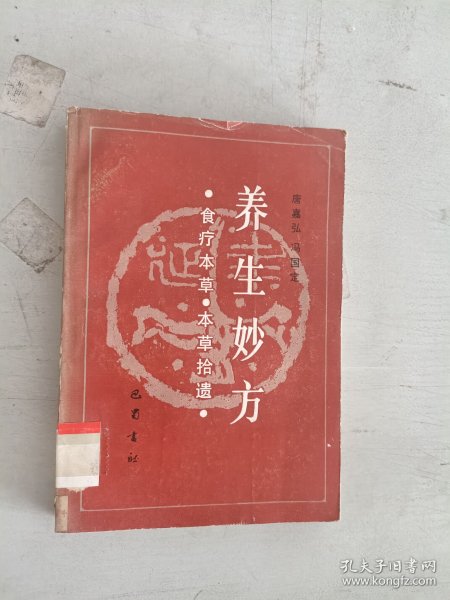 唐嘉弘 冯国定
养生妙方
•食疗本草•本草拾遗•
巴蜀书社
孔夫子旧书网
www.kongfz.com